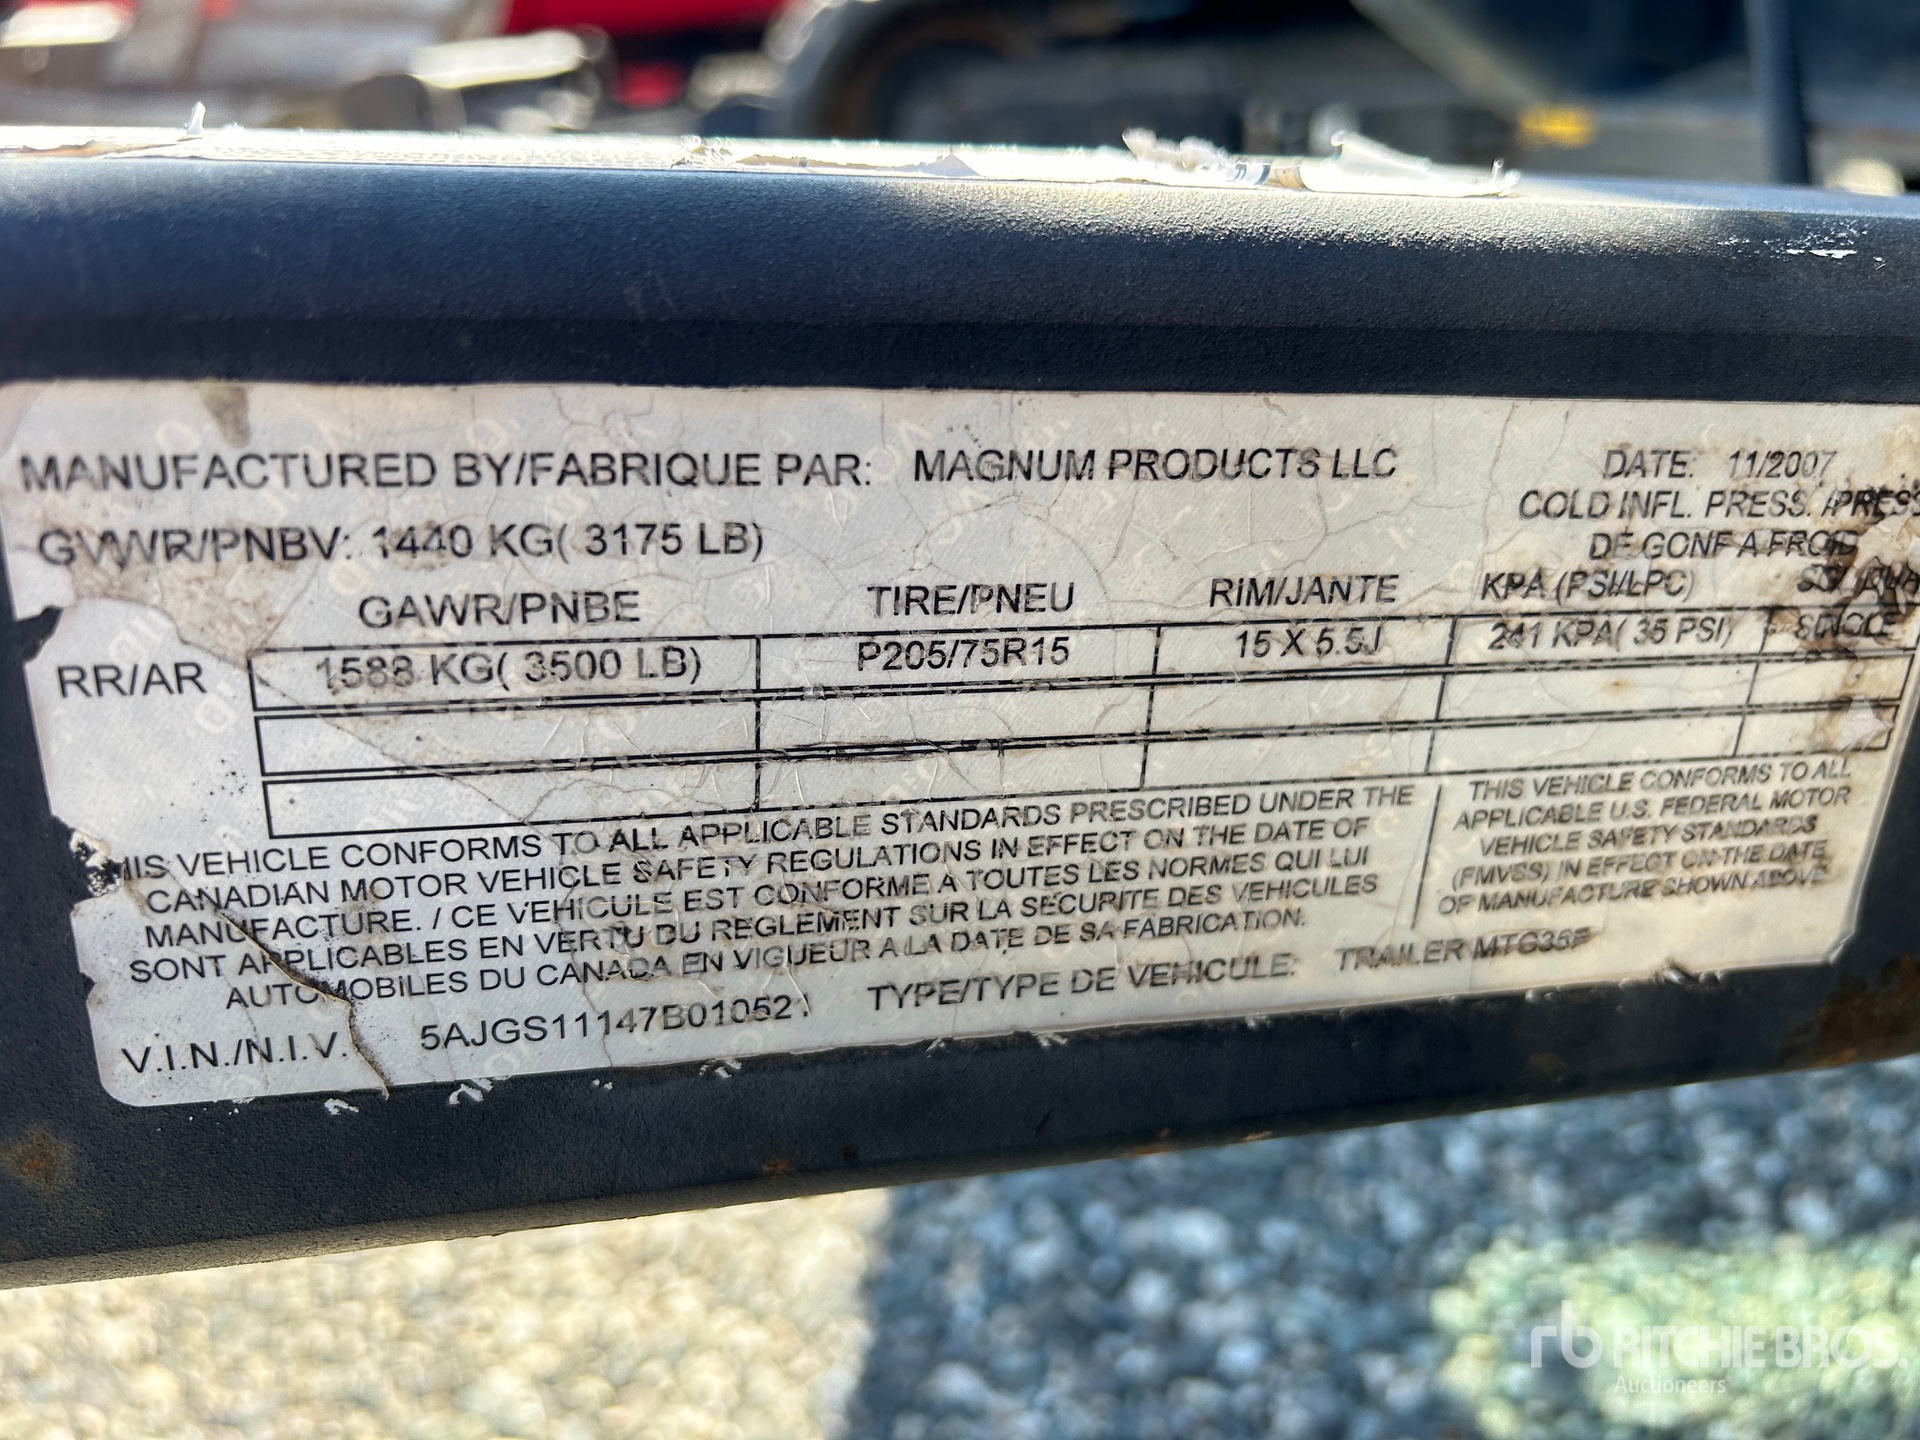 MANUFACTURED BY/FABRIQUE PAR: MAGNUM PRODUCTS LLC DATE: 11/2007
GVWR/PNBV: 1440 KG( 3175 LB) COLD INFL. PRESS. /PRESS
DE GONF A FROID
GAWR/PNBE TIRE/PNEU RIM/JANTE KPA (PSI/LPC)
RR/AR 1588 KG( 3500 LB) P205/75R15 15 X 5.5J 241 KPA( 35 PSI) SINGLE
HIS VEHICLE CONFORMS TO ALL APPLICABLE STANDARDS PRESCRIBED UNDER THE
CANADIAN MOTOR VEHICLE SAFETY REGULATIONS IN EFFECT ON THE DATE OF
MANUFACTURE. / CE VEHICULE EST CONFORME A TOUTES LES NORMES QUI LUI
SONT APPLICABLES EN VERTU DU REGLEMENT SUR LA SECURITE DES VEHICULES
AUTOMOBILES DU CANADA EN VIGUEUR A LA DATE DE SA FABRICATION.
THIS VEHICLE CONFORMS TO ALL
APPLICABLE U.S. FEDERAL MOTOR
VEHICLE SAFETY STANDARDS
(FMVSS) IN EFFECT ON THE DATE
OF MANUFACTURE SHOWN ABOVE
V.I.N./N.I.V. 5AJGS11147B010521 TYPE/TYPE DE VEHICULE: TRAILER MTG35F
rb RITCHIE BROS.
Auctioneers